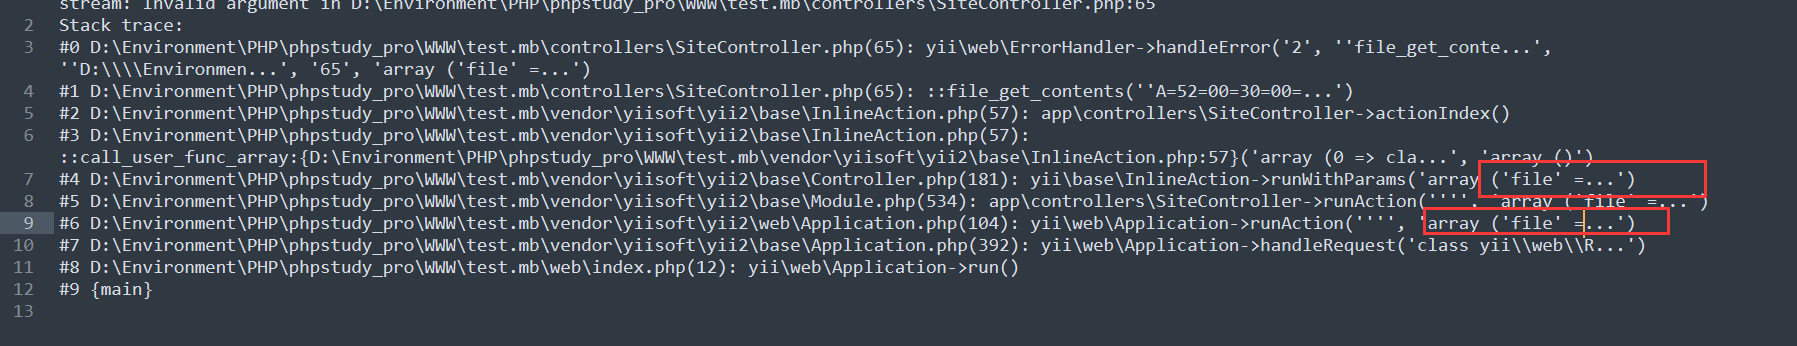 stream: Invalid argument in D:\Environment\PHP\phpstudy_pro\WWW\test.mb\controllers\SiteController.php:65
2 Stack trace:
3 #0 D:\Environment\PHP\phpstudy_pro\WWW\test.mb\controllers\SiteController.php(65): yii\web\ErrorHandler->handleError('2', ''file_get_conte...',
''D:\\\\Environmen...', '65', 'array ('file' =...')
4 #1 D:\Environment\PHP\phpstudy_pro\WWW\test.mb\controllers\SiteController.php(65): ::file_get_contents(''A=52=00=30=00=...')
5 #2 D:\Environment\PHP\phpstudy_pro\WWW\test.mb\vendor\yiisoft\yii2\base\InlineAction.php(57): app\controllers\SiteController->actionIndex()
6 #3 D:\Environment\PHP\phpstudy_pro\WWW\test.mb\vendor\yiisoft\yii2\base\InlineAction.php(57):
::call_user_func_array:{D:\Environment\PHP\phpstudy_pro\WWW\test.mb\vendor\yiisoft\yii2\base\InlineAction.php:57}('array (0 => cla...', 'array ()')
7 #4 D:\Environment\PHP\phpstudy_pro\WWW\test.mb\vendor\yiisoft\yii2\base\Controller.php(181): yii\base\InlineAction->runWithParams('array ('file' =...')
8 #5 D:\Environment\PHP\phpstudy_pro\WWW\test.mb\vendor\yiisoft\yii2\base\Module.php(534): app\controllers\SiteController->runAction('''', 'array ('file' =...')
9 #6 D:\Environment\PHP\phpstudy_pro\WWW\test.mb\vendor\yiisoft\yii2\web\Application.php(104): yii\web\Application->runAction('''', 'array ('file' =...')
10 #7 D:\Environment\PHP\phpstudy_pro\WWW\test.mb\vendor\yiisoft\yii2\base\Application.php(392): yii\web\Application->handleRequest('class yii\\web\\R...')
11 #8 D:\Environment\PHP\phpstudy_pro\WWW\test.mb\web\index.php(12): yii\web\Application->run()
12 #9 {main}
13